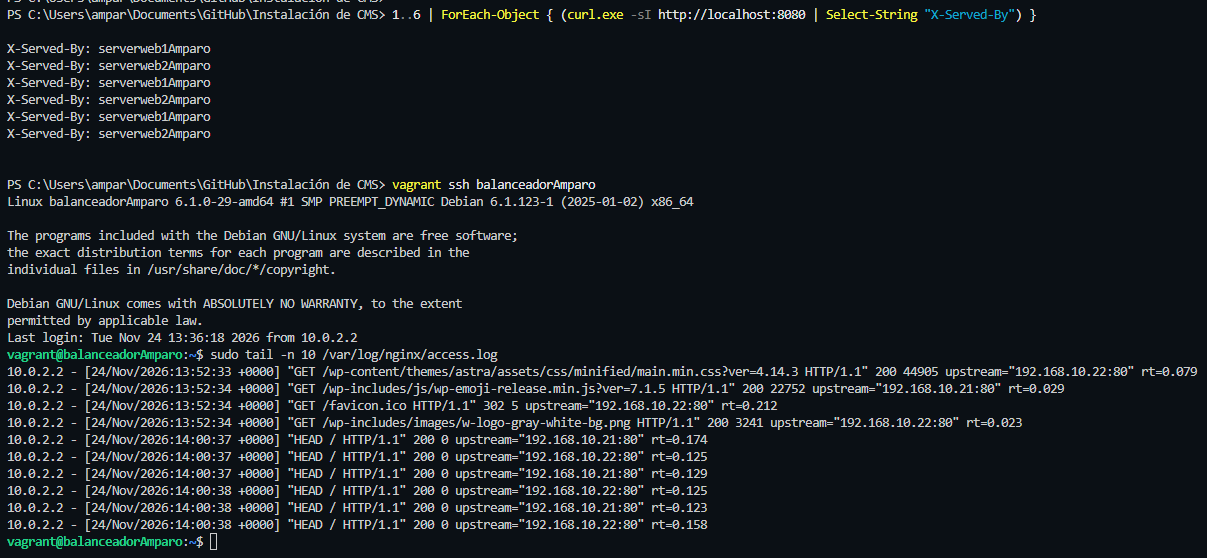 PS C:\Users\ampar\Documents\GitHub\Instalación de CMS> 1..6 | ForEach-Object { (curl.exe -sI http://localhost:8080 | Select-String "X-Served-By") }
X-Served-By: serverweb1Amparo
X-Served-By: serverweb2Amparo
X-Served-By: serverweb1Amparo
X-Served-By: serverweb2Amparo
X-Served-By: serverweb1Amparo
X-Served-By: serverweb2Amparo
PS C:\Users\ampar\Documents\GitHub\Instalación de CMS> vagrant ssh balanceadorAmparo
Linux balanceadorAmparo 6.1.0-29-amd64 #1 SMP PREEMPT_DYNAMIC Debian 6.1.123-1 (2025-01-02) x86_64
The programs included with the Debian GNU/Linux system are free software;
the exact distribution terms for each program are described in the
individual files in /usr/share/doc/*/copyright.
Debian GNU/Linux comes with ABSOLUTELY NO WARRANTY, to the extent
permitted by applicable law.
Last login: Tue Nov 24 13:36:18 2026 from 10.0.2.2
vagrant@balanceadorAmparo:~$ sudo tail -n 10 /var/log/nginx/access.log
10.0.2.2 - [24/Nov/2026:13:52:33 +0000] "GET /wp-content/themes/astra/assets/css/minified/main.min.css?ver=4.14.3 HTTP/1.1" 200 44905 upstream="192.168.10.22:80" rt=0.079
10.0.2.2 - [24/Nov/2026:13:52:34 +0000] "GET /wp-includes/js/wp-emoji-release.min.js?ver=7.1.5 HTTP/1.1" 200 22752 upstream="192.168.10.21:80" rt=0.029
10.0.2.2 - [24/Nov/2026:13:52:34 +0000] "GET /favicon.ico HTTP/1.1" 302 5 upstream="192.168.10.22:80" rt=0.212
10.0.2.2 - [24/Nov/2026:13:52:34 +0000] "GET /wp-includes/images/w-logo-gray-white-bg.png HTTP/1.1" 200 3241 upstream="192.168.10.22:80" rt=0.023
10.0.2.2 - [24/Nov/2026:14:00:37 +0000] "HEAD / HTTP/1.1" 200 0 upstream="192.168.10.21:80" rt=0.174
10.0.2.2 - [24/Nov/2026:14:00:37 +0000] "HEAD / HTTP/1.1" 200 0 upstream="192.168.10.22:80" rt=0.125
10.0.2.2 - [24/Nov/2026:14:00:37 +0000] "HEAD / HTTP/1.1" 200 0 upstream="192.168.10.21:80" rt=0.129
10.0.2.2 - [24/Nov/2026:14:00:38 +0000] "HEAD / HTTP/1.1" 200 0 upstream="192.168.10.22:80" rt=0.125
10.0.2.2 - [24/Nov/2026:14:00:38 +0000] "HEAD / HTTP/1.1" 200 0 upstream="192.168.10.21:80" rt=0.123
10.0.2.2 - [24/Nov/2026:14:00:38 +0000] "HEAD / HTTP/1.1" 200 0 upstream="192.168.10.22:80" rt=0.158
vagrant@balanceadorAmparo:~$